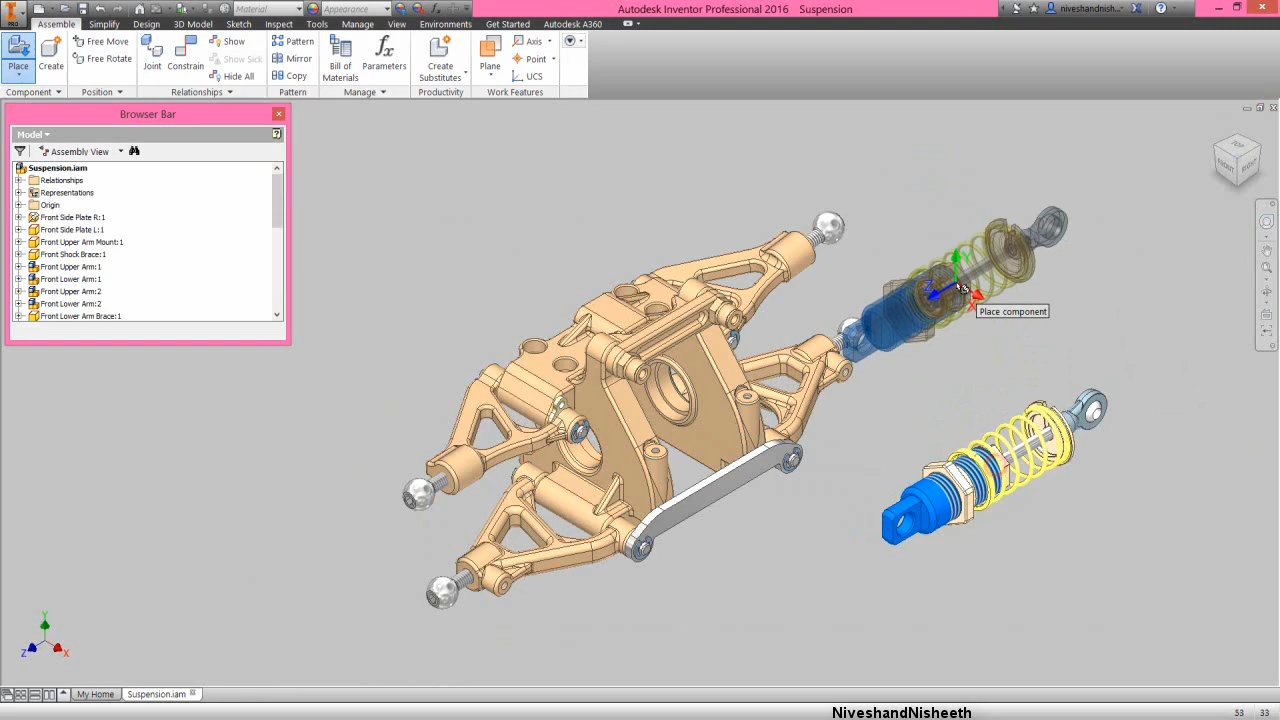 PRO
Material
Appearance
Autodesk Inventor Professional 2016 Suspension
niveshandnish...
Assemble Simplify Design 3D Model Sketch Inspect Tools Manage View Environments Get Started Autodesk A360
Place
Create
Free Move
Free Rotate
Joint
Constrain
Show
Show Sick
Hide All
Pattern
Mirror
Copy
Bill of
Materials
Parameters
Create
Substitutes
Plane
Axis
Point
UCS
Component Position Relationships Pattern Manage Productivity Work Features
Browser Bar
Model
Assembly View
Suspension.iam
Relationships
Representations
Origin
Front Side Plate R:1
Front Side Plate L:1
Front Upper Arm Mount:1
Front Shock Brace:1
Front Upper Arm:1
Front Lower Arm:1
Front Upper Arm:2
Front Lower Arm:2
Front Lower Arm Brace:1
TOP
FRONT
RIGHT
Y
Z
X
Place component
Y
Z
X
My Home
Suspension.iam
NiveshandNisheeth
53 33